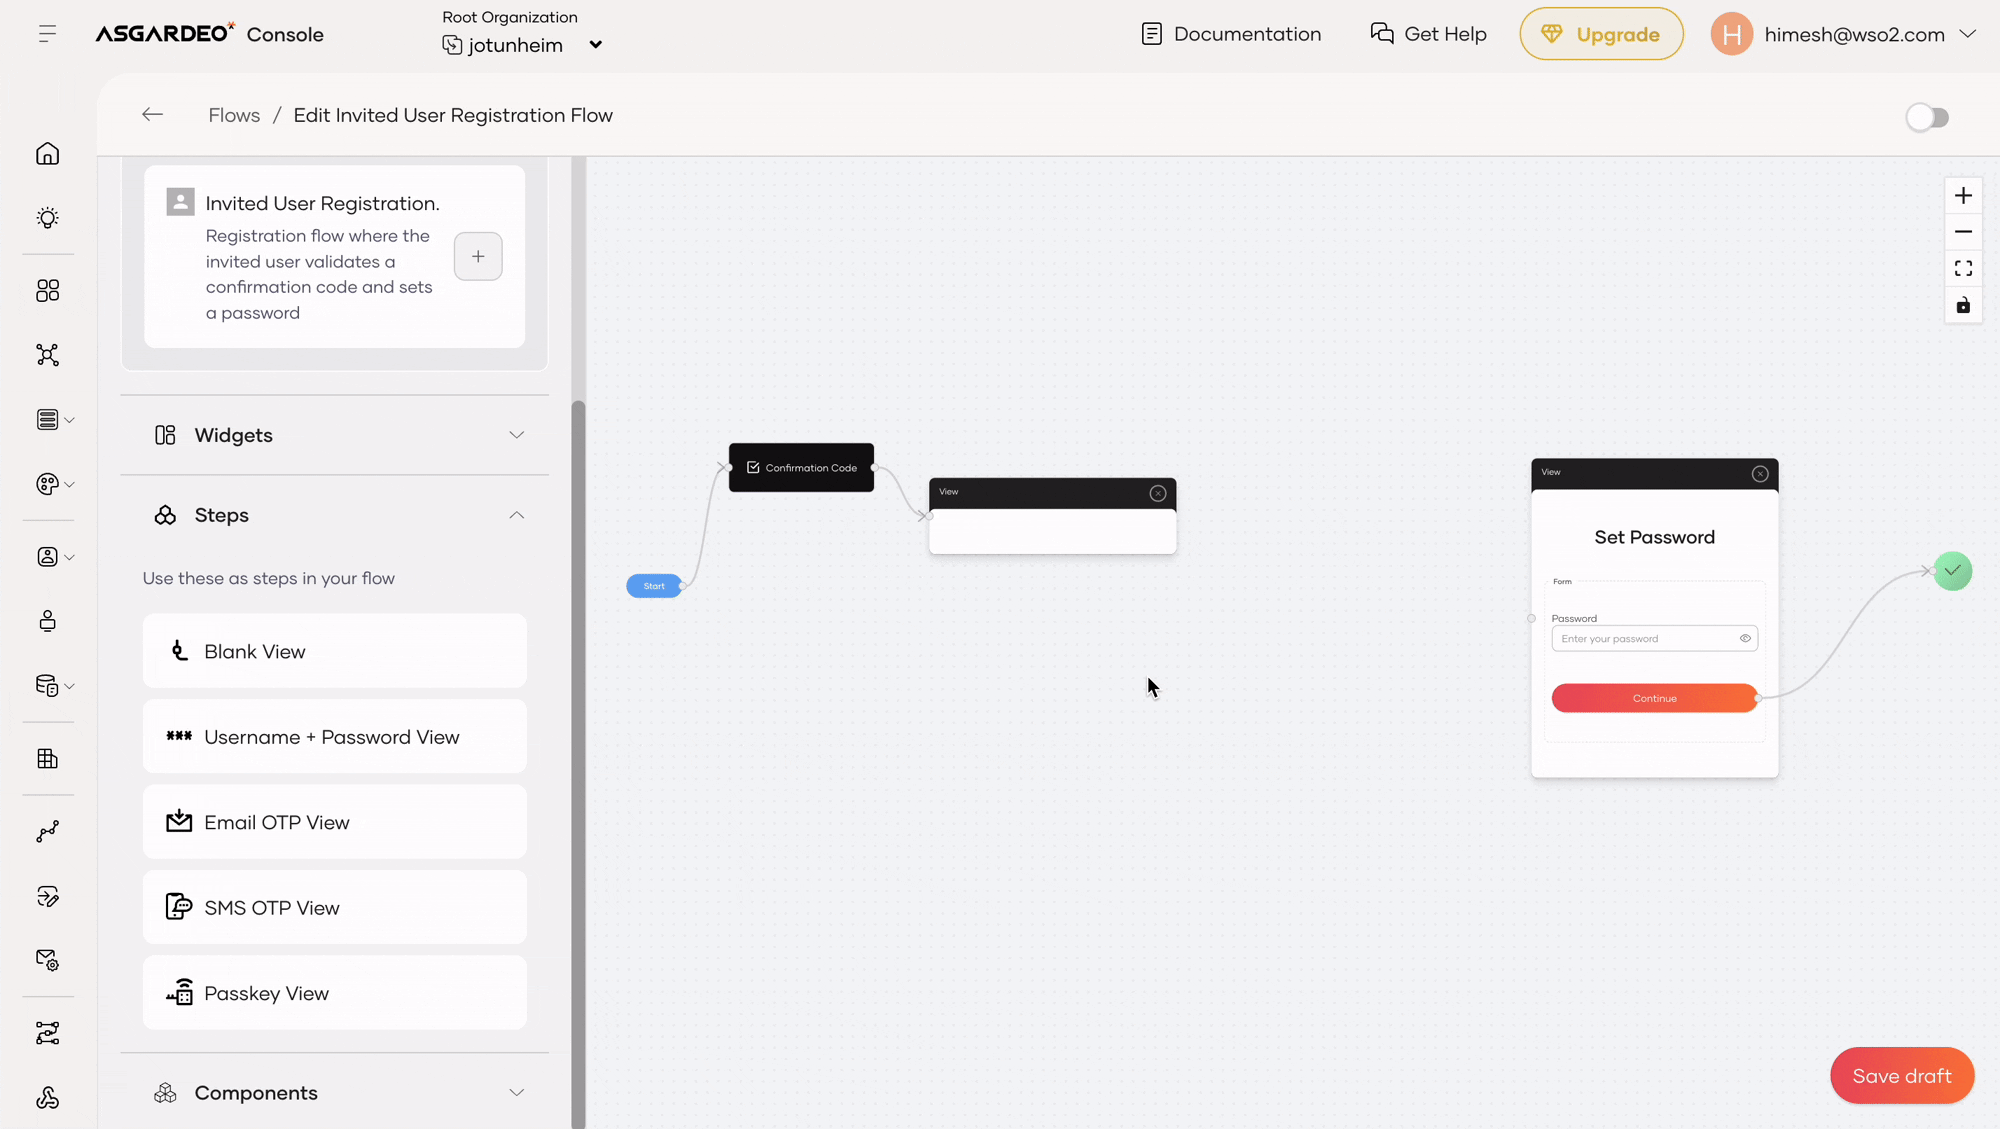 ASGARDEO Console
Root Organization
jotunheim
Documentation
Get Help
Upgrade
H
himesh@wso2.com
Flows / Edit Invited User Registration Flow
Invited User Registration.
Registration flow where the
invited user validates a
confirmation code and sets
a password
Widgets
Steps
Use these as steps in your flow
Blank View
Username + Password View
Email OTP View
SMS OTP View
Passkey View
Components
Start
Confirmation Code
View
View
Set Password
Form
Password
Enter your password
Continue
Save draft